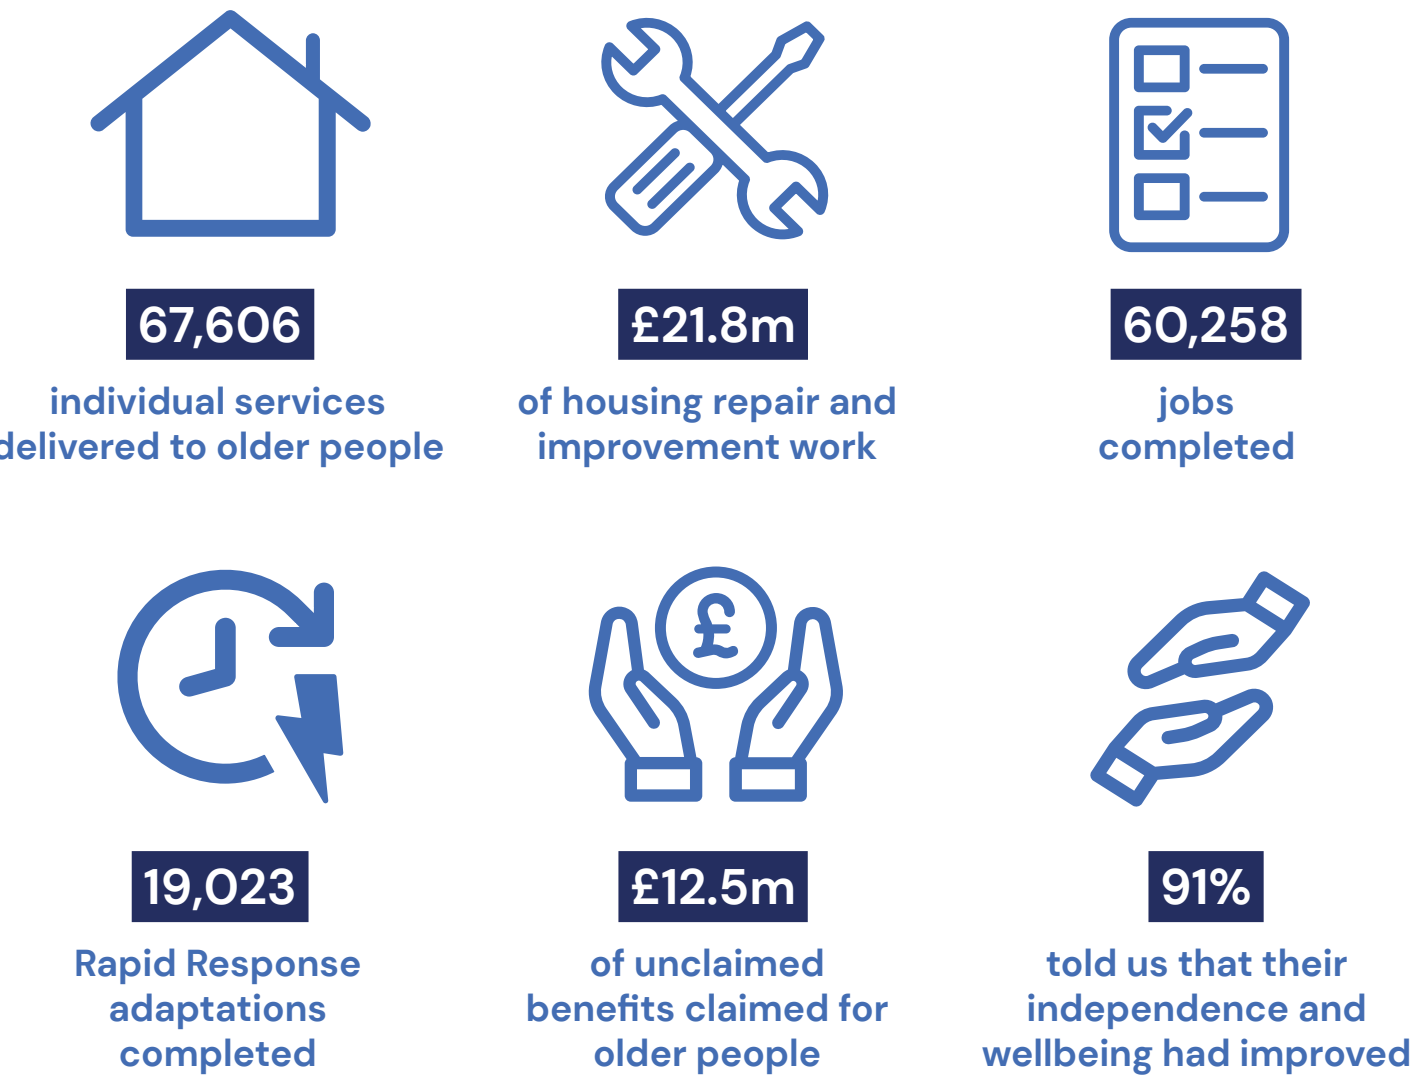 67,606
individual services
delivered to older people
£21.8m
of housing repair and
improvement work
60,258
jobs
completed
19,023
Rapid Response
adaptations
completed
£
£12.5m
of unclaimed
benefits claimed for
older people
91%
told us that their
independence and
wellbeing had improved